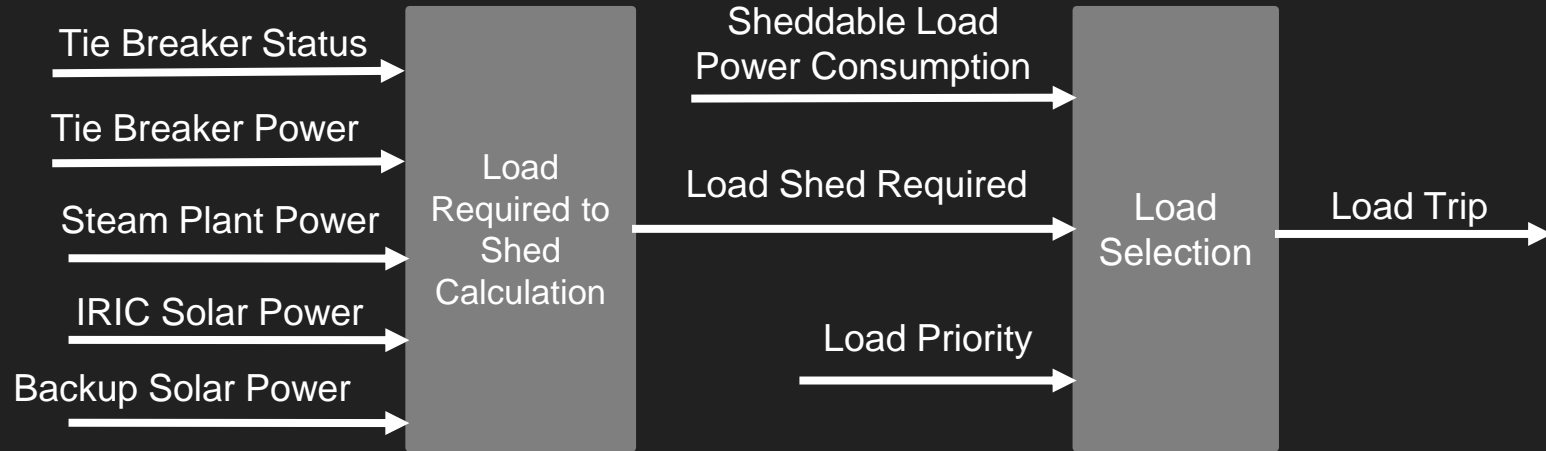 Tie Breaker Status
Tie Breaker Power
Steam Plant Power
IRIC Solar Power
Backup Solar Power
Load
Required to
Shed
Calculation
Sheddable Load
Power Consumption
Load Shed Required
Load Priority
Load
Selection
Load Trip